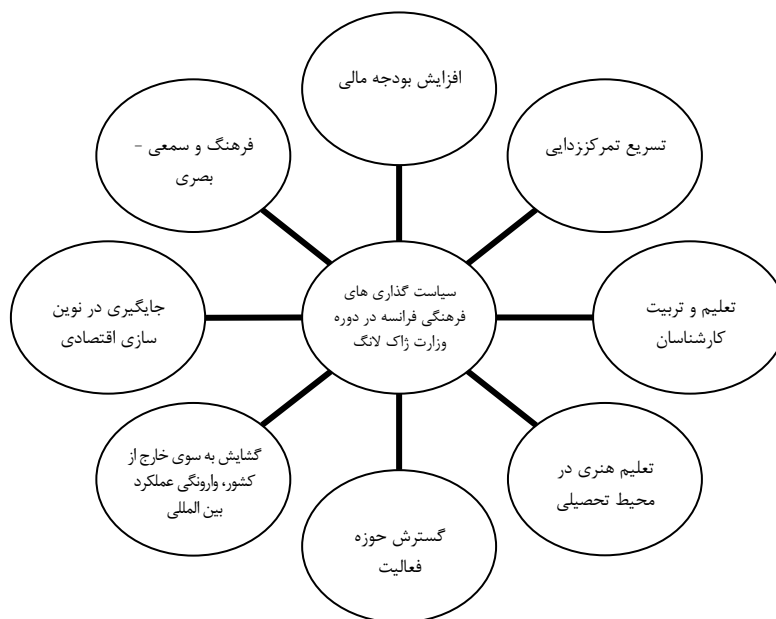 افزایش بودجه مالی
تسریع تمرکززدایی
تعلیم و تربیت
کارشناسان
تعلیم هنری در
محیط تحصیلی
گسترش حوزه
فعالیت
گشایش به سوی خارج از
کشور، وارونگی عملکرد
بین المللی
جایگیری در نوین
سازی اقتصادی
فرهنگ و سمعی -
بصری
سیاست گذاری های
فرهنگی فرانسه در دوره
وزارت ژاک لانگ